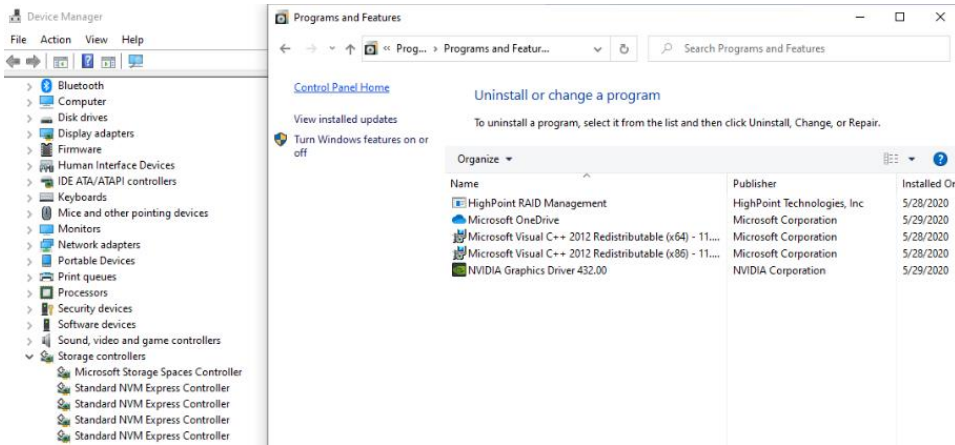 Device Manager
File Action View Help
Bluetooth
Computer
Disk drives
Display adapters
Firmware
Human Interface Devices
IDE ATA/ATAPI controllers
Keyboards
Mice and other pointing devices
Monitors
Network adapters
Portable Devices
Print queues
Processors
Security devices
Software devices
Sound, video and game controllers
Storage controllers
Microsoft Storage Spaces Controller
Standard NVM Express Controller
Standard NVM Express Controller
Standard NVM Express Controller
Standard NVM Express Controller
Programs and Features
« Prog... > Programs and Featur...
Search Programs and Features
Control Panel Home
View installed updates
Turn Windows features on or
off
Uninstall or change a program
To uninstall a program, select it from the list and then click Uninstall, Change, or Repair.
Organize
Name Publisher Installed On
HighPoint RAID Management HighPoint Technologies, Inc 5/28/2020
Microsoft OneDrive Microsoft Corporation 5/29/2020
Microsoft Visual C++ 2012 Redistributable (x64) - 11.... Microsoft Corporation 5/28/2020
Microsoft Visual C++ 2012 Redistributable (x86) - 11.... Microsoft Corporation 5/28/2020
NVIDIA Graphics Driver 432.00 NVIDIA Corporation 5/29/2020